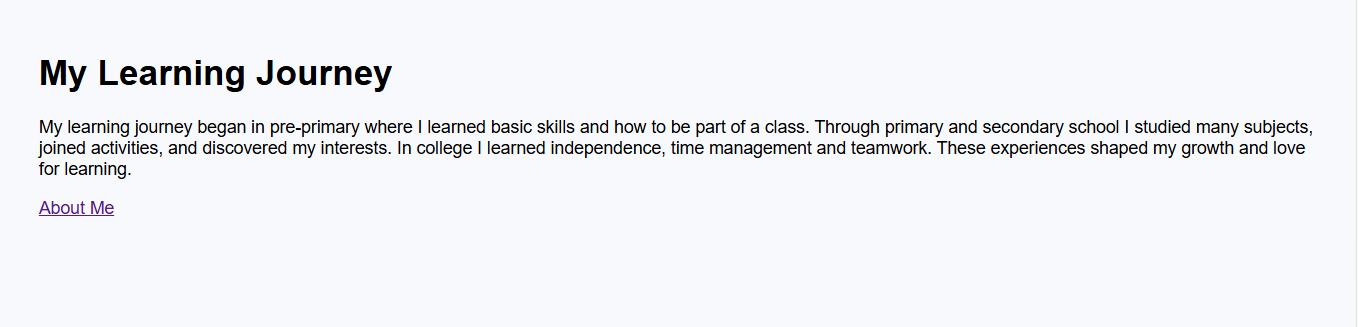 My Learning Journey
My learning journey began in pre-primary where I learned basic skills and how to be part of a class. Through primary and secondary school I studied many subjects,
joined activities, and discovered my interests. In college I learned independence, time management and teamwork. These experiences shaped my growth and love
for learning.
About Me